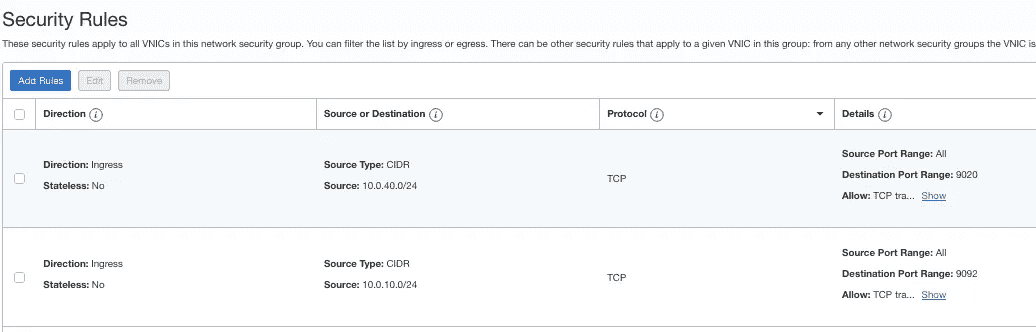 Security Rules
These security rules apply to all VNICs in this network security group. You can filter the list by ingress or egress. There can be other security rules that apply to a given VNIC in this group: from any other network security groups the VNIC is
Add Rules Edit Remove
Direction i Source or Destination i Protocol i Details i
Direction: Ingress
Stateless: No
Source Type: CIDR
Source: 10.0.40.0/24
TCP
Source Port Range: All
Destination Port Range: 9020
Allow: TCP tra... Show
Direction: Ingress
Stateless: No
Source Type: CIDR
Source: 10.0.10.0/24
TCP
Source Port Range: All
Destination Port Range: 9092
Allow: TCP tra... Show